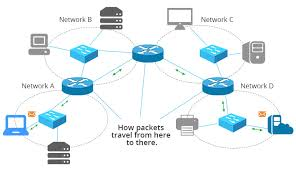 Network B
Network C
Network A
Network D
How packets
travel from here
to there.